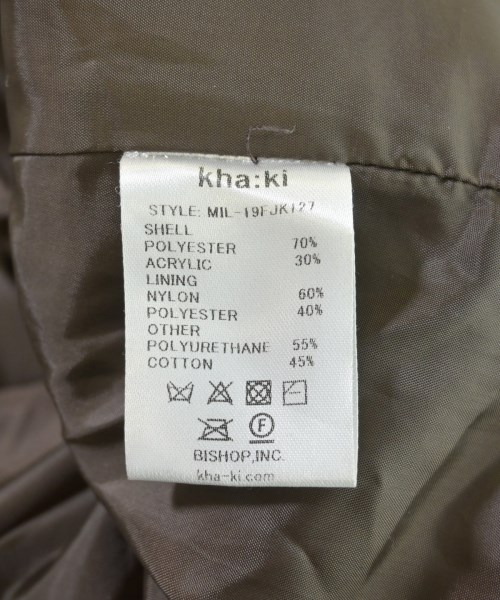 kha:ki
STYLE: MIL-19FJK127
SHELL
POLYESTER 70%
ACRYLIC 30%
LINING
NYLON 60%
POLYESTER 40%
OTHER
POLYURETHANE 55%
COTTON 45%
F
BISHOP,INC.
kha-ki.com